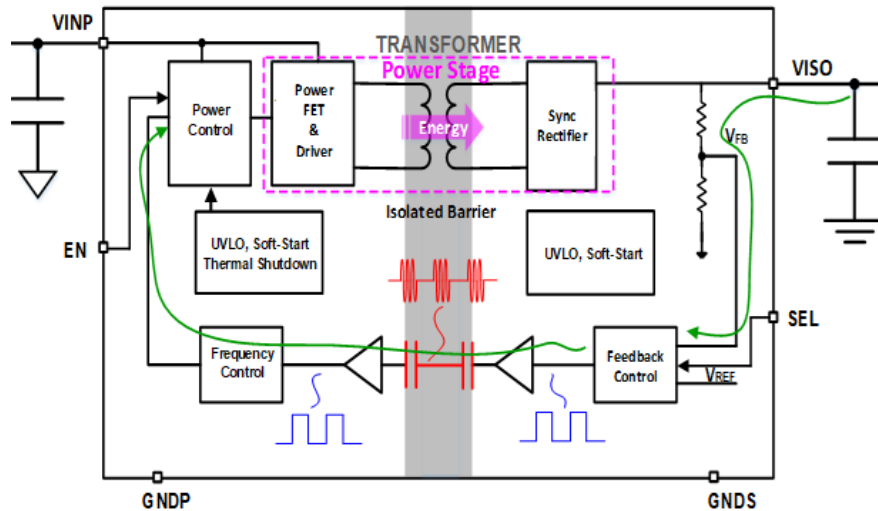 VINP
TRANSFORMER
Power Stage
VISO
Power
Control
Power
FET
&
Driver
Energy
Sync
Rectifier
VFB
Isolated Barrier
UVLO, Soft-Start
Thermal Shutdown
UVLO, Soft-Start
EN
SEL
Frequency
Control
Feedback
Control
VREF
GNDP
GNDS